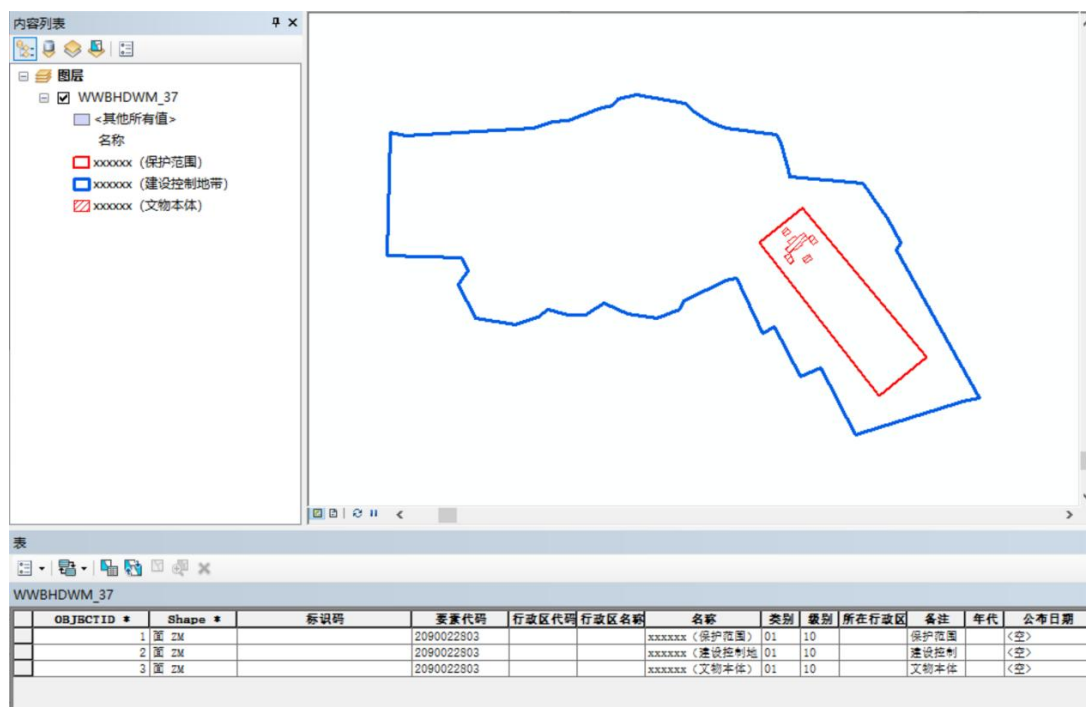 内容列表
图层
WWBHDWM_37
<其他所有值>
名称
xxxxxx（保护范围）
xxxxxx（建设控制地带）
xxxxxx（文物本体）
表
WWBHDWM_37
OBJECTID * Shape * 标识码 要素代码 行政区代码 行政区名称 名称 类别 级别 所在行政区 备注 年代 公布日期
1 面 ZM 2090022803 xxxxxx（保护范围） 01 10 保护范围 <空>
2 面 ZM 2090022803 xxxxxx（建设控制地 01 10 建设控制 <空>
3 面 ZM 2090022803 xxxxxx（文物本体） 01 10 文物本体 <空>